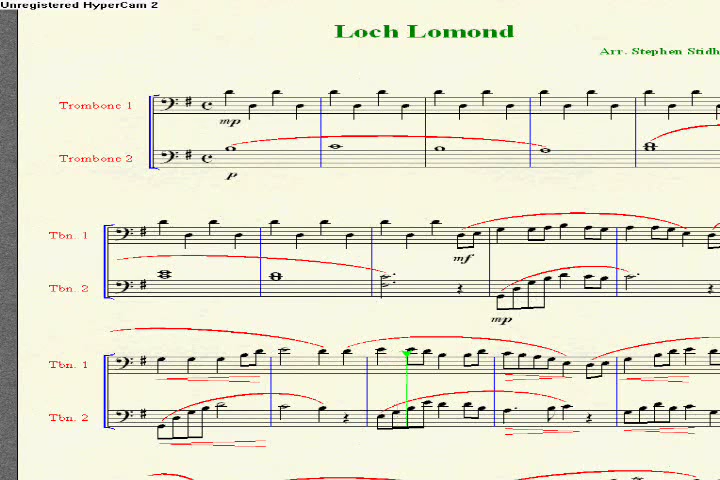 Unregistered HyperCam 2
Loch Lomond
Arr. Stephen Stidh
Trombone 1
mp
Trombone 2
p
Tbn. 1
mf
Tbn. 2
mp
Tbn. 1
Tbn. 2